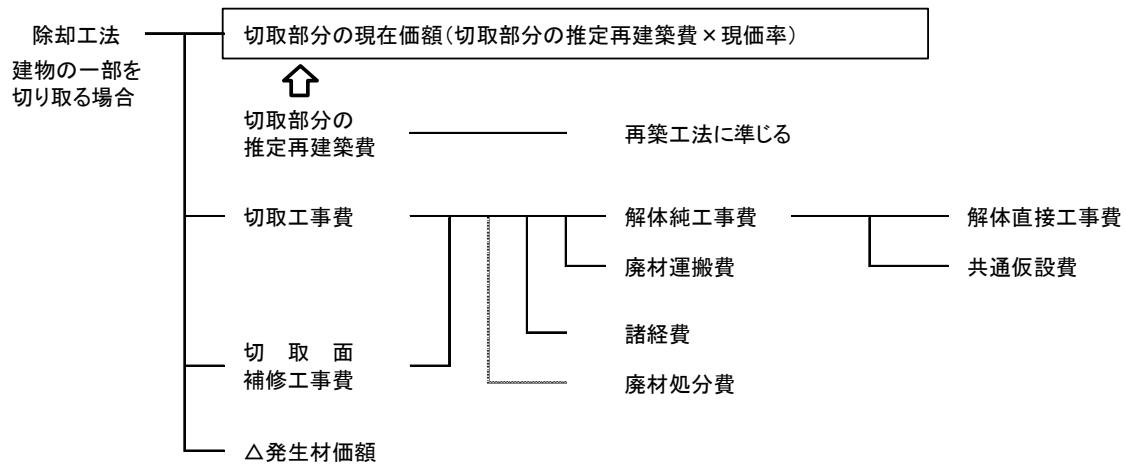 除却工法
建物の一部を
切り取る場合
切取部分の現在価額(切取部分の推定再建築費×現価率)
切取部分の
推定再建築費
再築工法に準じる
切取工事費
解体純工事費
解体直接工事費
廃材運搬費
共通仮設費
諸経費
切 取 面
補修工事費
廃材処分費
△発生材価額